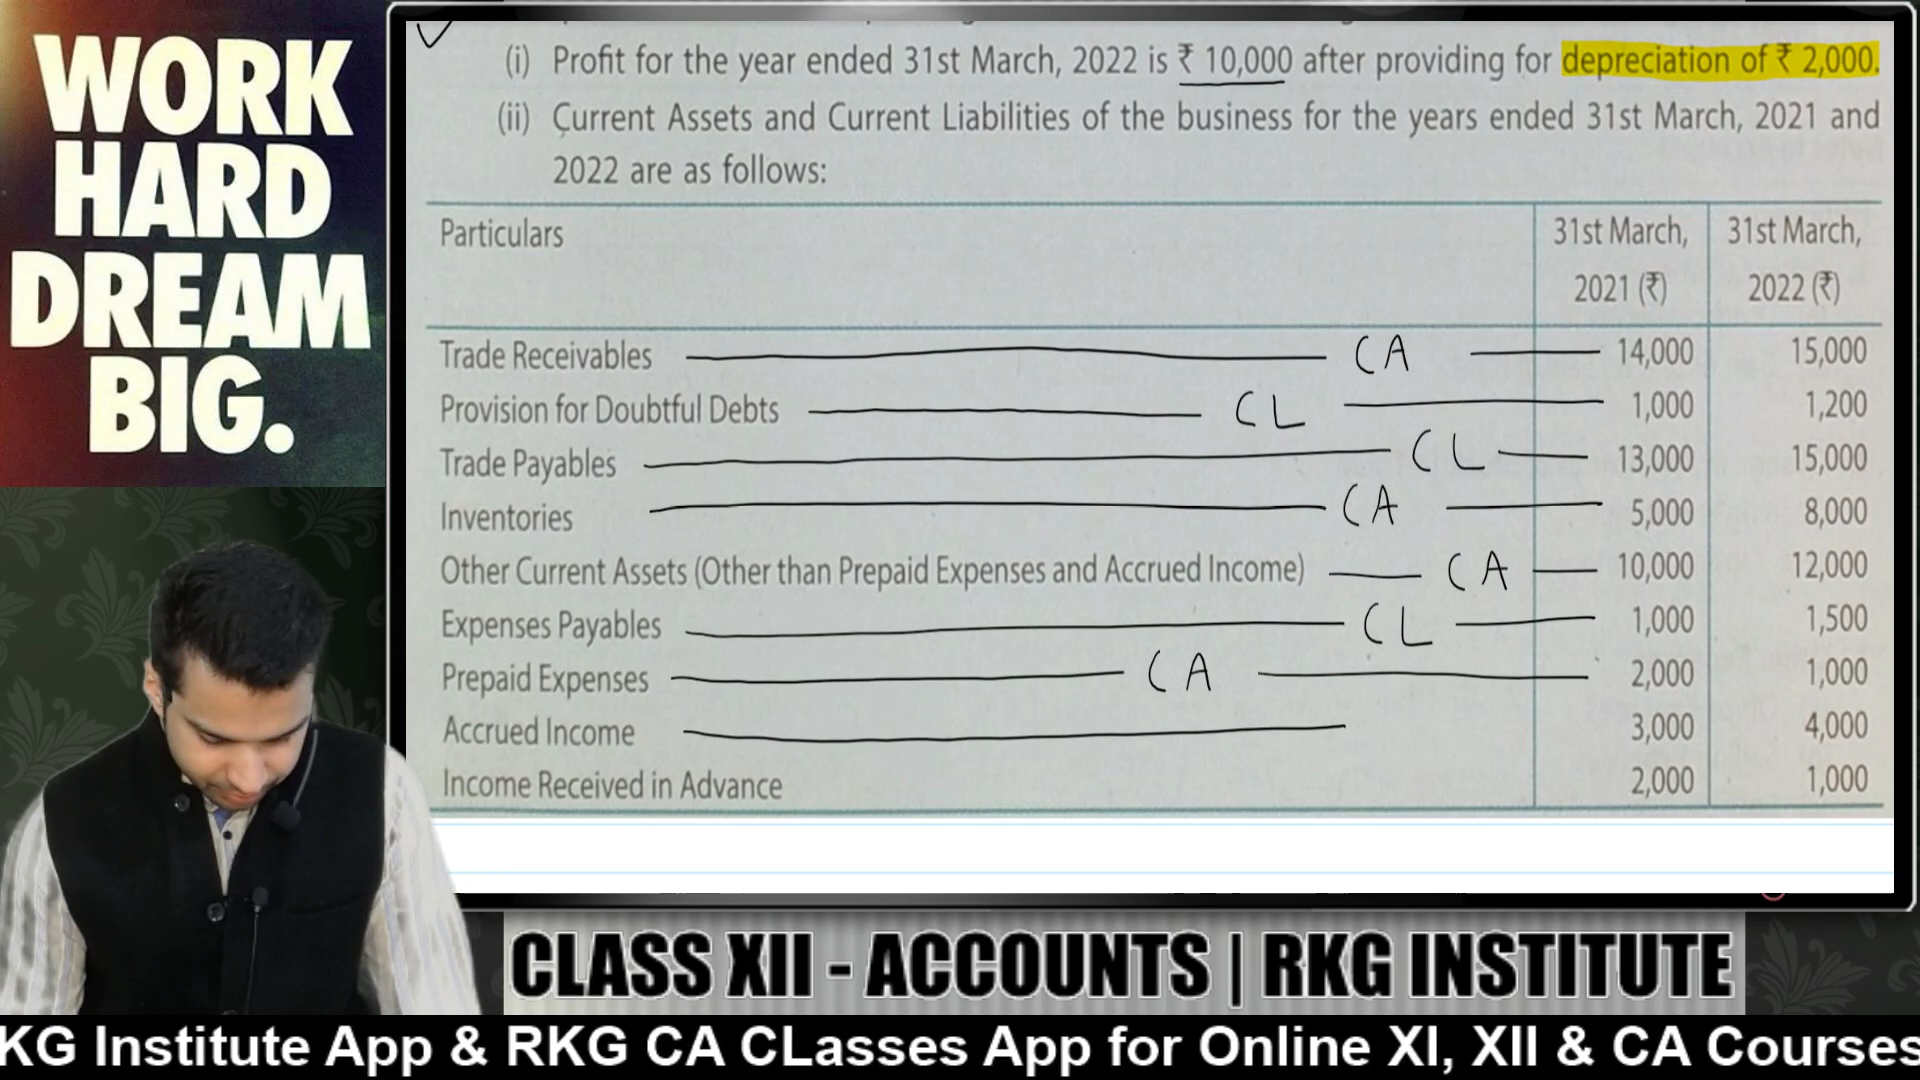 WORK
HARD
DREAM
BIG.
(i) Profit for the year ended 31st March, 2022 is ₹ 10,000 after providing for depreciation of ₹ 2,000.
(ii) Current Assets and Current Liabilities of the business for the years ended 31st March, 2021 and
2022 are as follows:
Particulars 31st March, 31st March,
2021 (₹) 2022 (₹)
Trade Receivables CA 14,000 15,000
Provision for Doubtful Debts CL 1,000 1,200
Trade Payables CL 13,000 15,000
Inventories CA 5,000 8,000
Other Current Assets (Other than Prepaid Expenses and Accrued Income) CA 10,000 12,000
Expenses Payables CL 1,000 1,500
Prepaid Expenses CA 2,000 1,000
Accrued Income 3,000 4,000
Income Received in Advance 2,000 1,000
CLASS XII - ACCOUNTS | RKG INSTITUTE
KG Institute App & RKG CA CLasses App for Online XI, XII & CA Courses